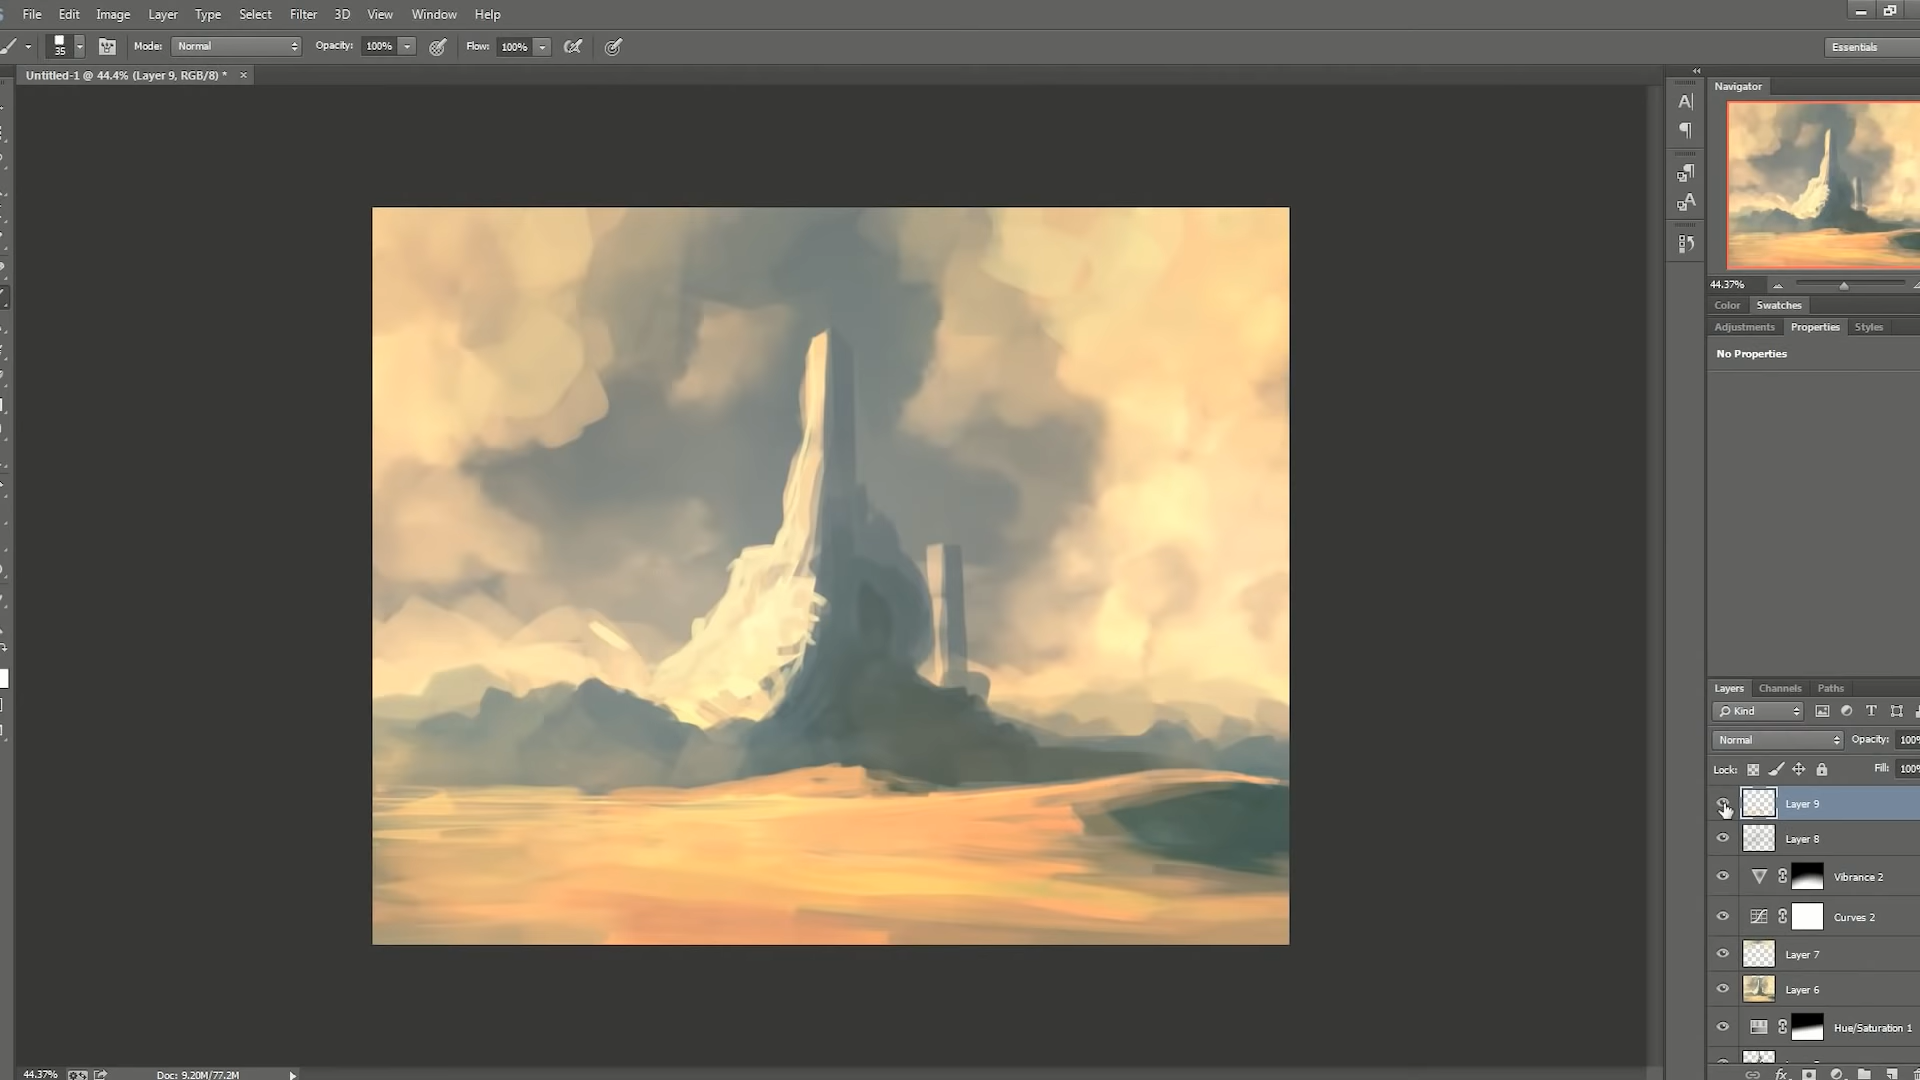 File Edit Image Layer Type Select Filter 3D View Window Help
35 Mode: Normal Opacity: 100% Flow: 100% Essentials
Untitled-1 @ 44.4% (Layer 9, RGB/8) * ×
Navigator
44.37%
Color Swatches
Adjustments Properties Styles
No Properties
Layers Channels Paths
Kind
Normal Opacity: 100%
Lock: Fill: 100%
Layer 9
Layer 8
Vibrance 2
Curves 2
Layer 7
Layer 6
Hue/Saturation 1
44.37% Doc: 9.20M/77.2M